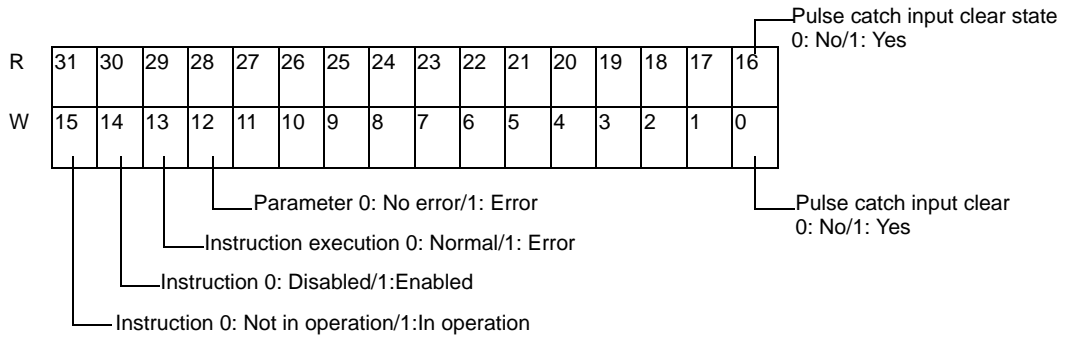 Pulse catch input clear state
0: No/1: Yes
R 31 30 29 28 27 26 25 24 23 22 21 20 19 18 17 16
W 15 14 13 12 11 10 9 8 7 6 5 4 3 2 1 0
Parameter 0: No error/1: Error
Pulse catch input clear
0: No/1: Yes
Instruction execution 0: Normal/1: Error
Instruction 0: Disabled/1:Enabled
Instruction 0: Not in operation/1:In operation